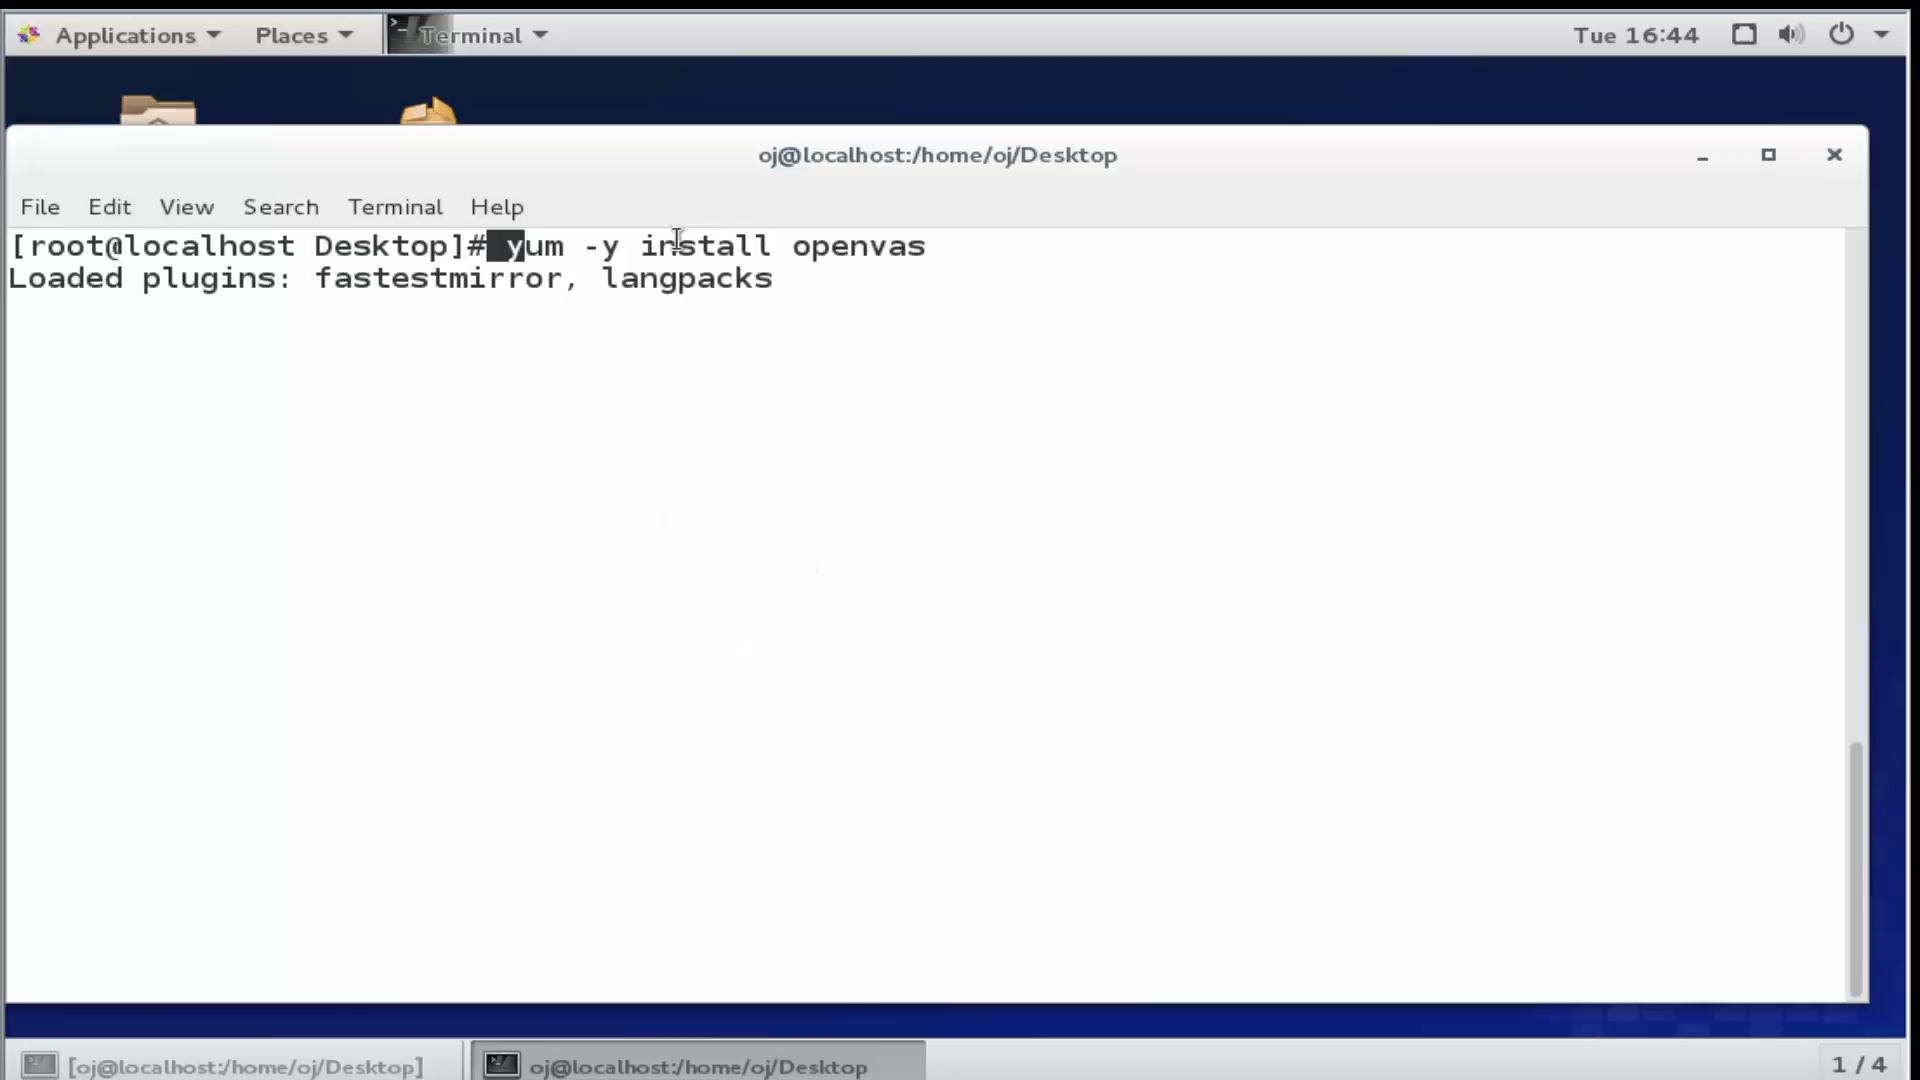 Applications Places Terminal Tue 16:44
oj@localhost:/home/oj/Desktop
File Edit View Search Terminal Help
[root@localhost Desktop]# yum -y install openvas
Loaded plugins: fastestmirror, langpacks
[oj@localhost:/home/oj/Desktop] oj@localhost:/home/oj/Desktop 1 / 4